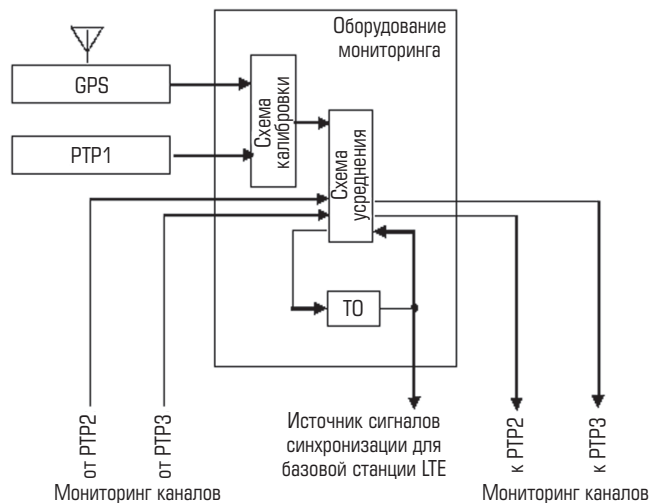 Оборудование
мониторинга
GPS
PTP1
Схема
калибровки
Схема
усреднения
ТО
от PTP2
от PTP3
Мониторинг каналов
Источник сигналов
синхронизации для
базовой станции LTE
к PTP2
к PTP3
Мониторинг каналов